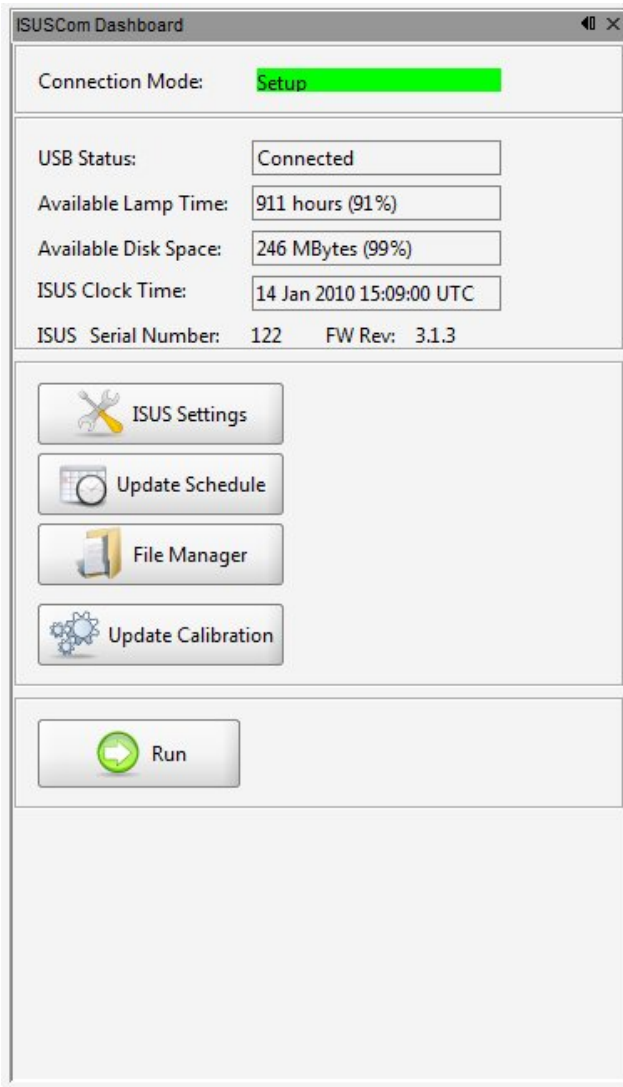 ISUSCom Dashboard
Connection Mode: Setup
USB Status: Connected
Available Lamp Time: 911 hours (91%)
Available Disk Space: 246 MBytes (99%)
ISUS Clock Time: 14 Jan 2010 15:09:00 UTC
ISUS Serial Number: 122 FW Rev: 3.1.3
ISUS Settings
Update Schedule
File Manager
Update Calibration
Run